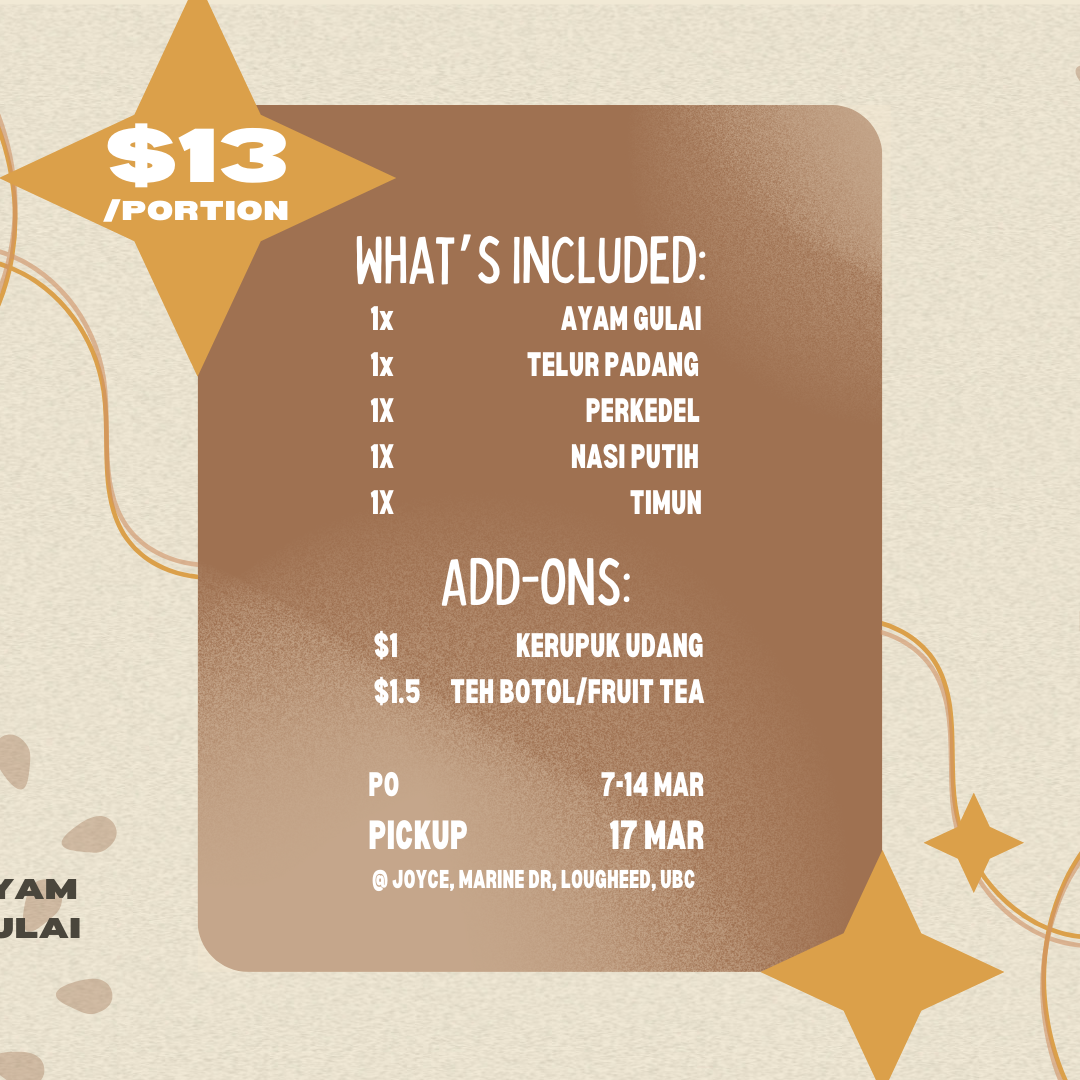 $13
/PORTION
WHAT'S INCLUDED:
1x AYAM GULAI
1x TELUR PADANG
1X PERKEDEL
1X NASI PUTIH
1X TIMUN
ADD-ONS:
$1 KERUPUK UDANG
$1.5 TEH BOTOL/FRUIT TEA
PO 7-14 MAR
PICKUP 17 MAR
@ JOYCE, MARINE DR, LOUGHEED, UBC
YAM
ULAI